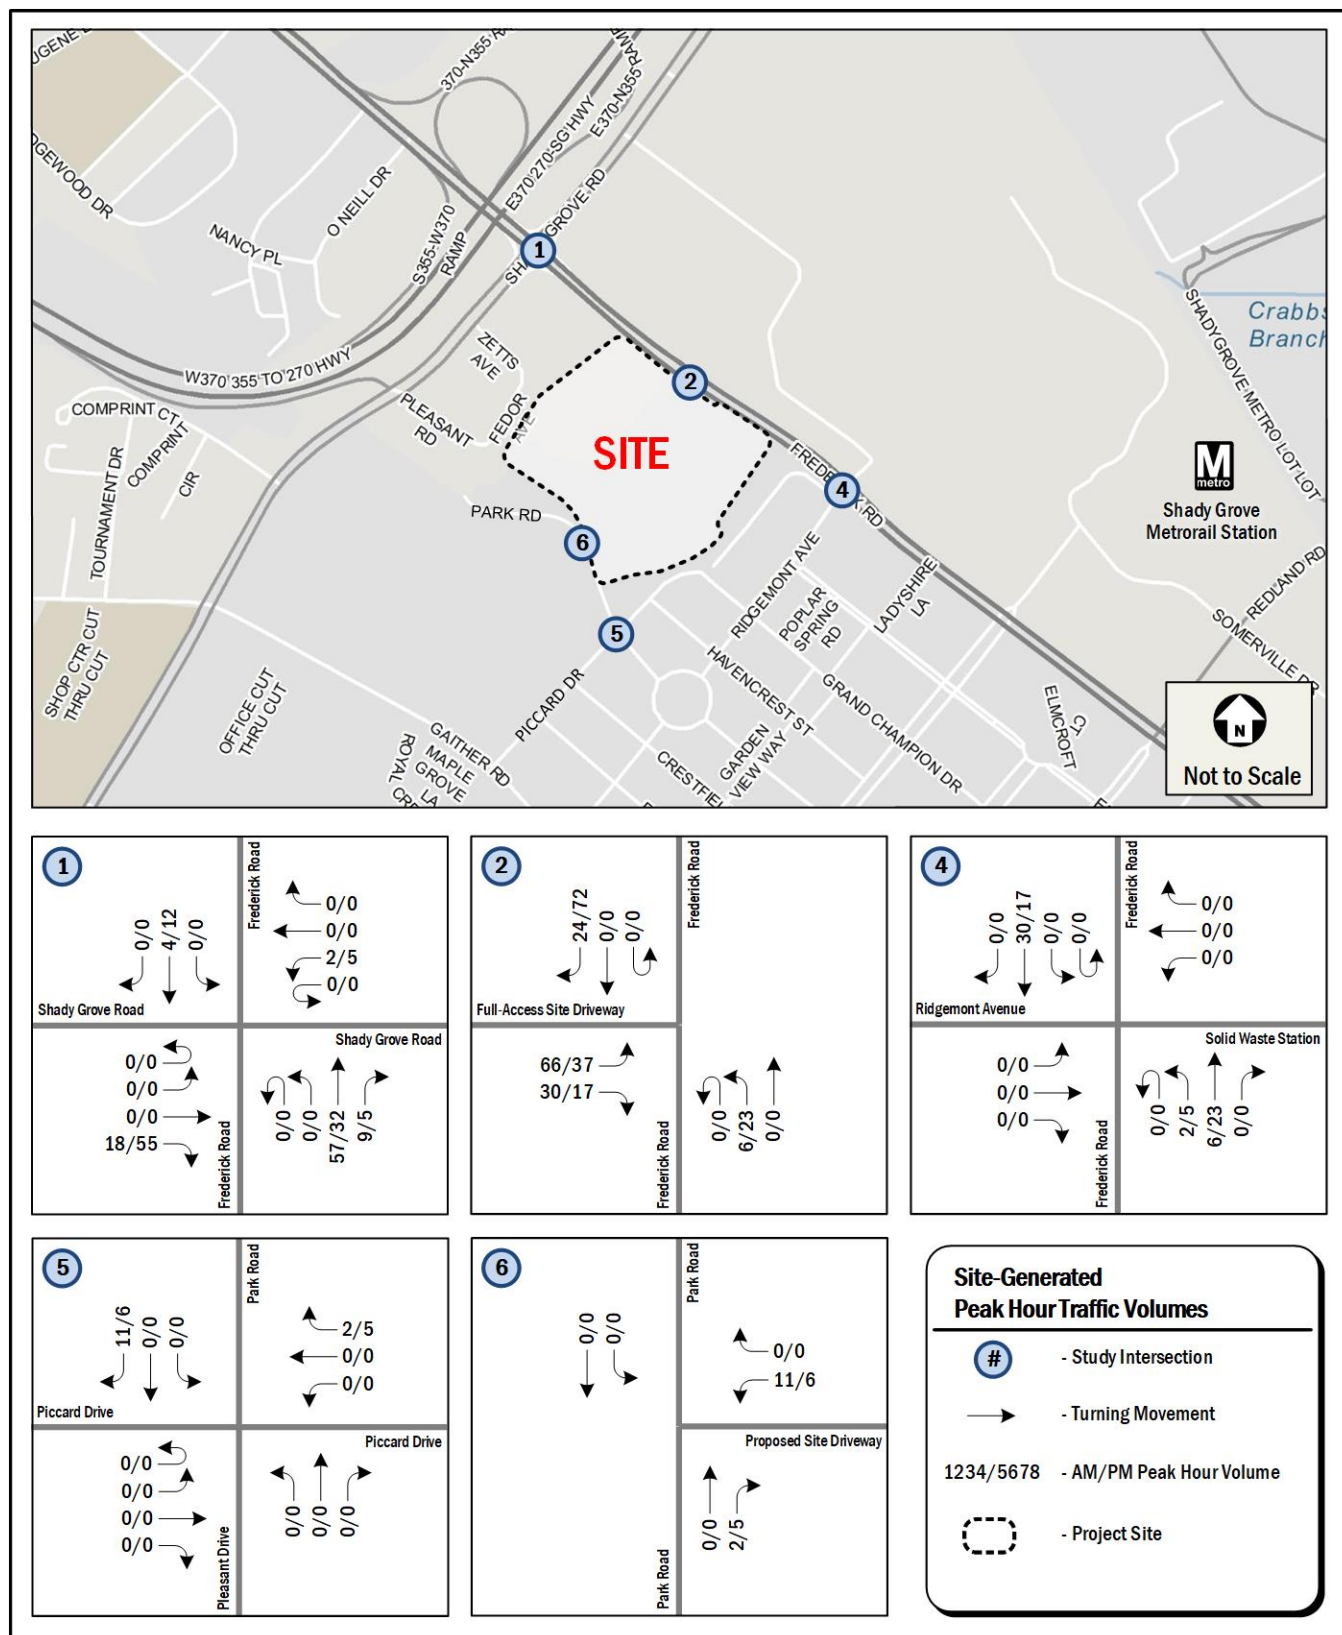 370-N355 RA
E370 270-SG HWY
E370-N355
RAMP
DGEWOOD DR
O NEILL DR
NANCY PL
S355-W370
RAMP
GROVE RD
1
W370 355 TO 270 HWY
ZETTS
AVE
2
COMPRINT CT
PLEASANT
RD
FEDOR
AVE
SITE
COMPRINT
CIR
TOURNAMENT DR
PARK RD
6
FREDE
K RD
4
SHADY GROVE METRO LOT LOT
Crabbs
Branch
M
metro
Shady Grove
Metrorail Station
RIDGEMONT AVE
POPLAR
SPRING
RD
LADYSHIRE
LA
REDLAND RD
SOMERVILLE DR
5
SHOP CTR CUT
THRU CUT
OFFICE CUT
THRU CUT
PICCARD DR
HAVENCREST ST
GRAND CHAMPION DR
GAITHER RD
MAPLE
GROVE
LA
ROYAL
CRE
CRESTFIEL
GARDEN
VIEW WAY
ELMCROFT
CT
N
Not to Scale
1
Frederick Road
0/0
4/12
0/0
0/0
0/0
2/5
0/0
Shady Grove Road
Shady Grove Road
0/0
0/0
0/0
18/55
0/0
0/0
57/32
9/5
Frederick Road
2
24/72
0/0
0/0
Frederick Road
Full-Access Site Driveway
66/37
30/17
0/0
6/23
0/0
Frederick Road
4
0/0
30/17
0/0
0/0
Frederick Road
0/0
0/0
0/0
Ridgemont Avenue
Solid Waste Station
0/0
0/0
0/0
0/0
2/5
6/23
0/0
Frederick Road
5
11/6
0/0
0/0
Park Road
2/5
0/0
0/0
Piccard Drive
Piccard Drive
0/0
0/0
0/0
0/0
0/0
0/0
0/0
Pleasant Drive
6
0/0
0/0
Park Road
0/0
11/6
Proposed Site Driveway
0/0
2/5
Park Road
Site-Generated
Peak Hour Traffic Volumes
# - Study Intersection
- Turning Movement
1234/5678 - AM/PM Peak Hour Volume
- Project Site